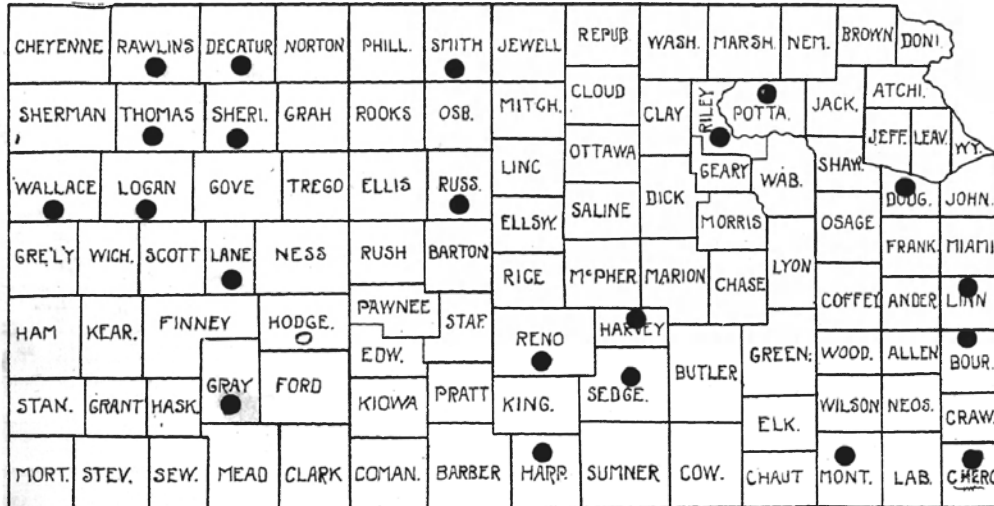 CHEYENNE RAWLINS DECATUR NORTON PHILL. SMITH JEWELL REPUB WASH. MARSH. NEM. BROWN DONI.
SHERMAN THOMAS SHERI. GRAH ROOKS OSB. MITCH. CLOUD CLAY RILEY POTTA. JACK. ATCHI.
JEFF. LEAV. WY.
WALLACE LOGAN GOVE TREGO ELLIS RUSS. LINC OTTAWA DICK GEARY WAB. SHAW. DOUG. JOHN.
ELLSW. SALINE MORRIS OSAGE
GRE'LY WICH. SCOTT LANE NESS RUSH BARTON RICE McPHER MARION CHASE LYON FRANK. MIAMI
COFFEY ANDER LINN
HAM KEAR. FINNEY HODGE. PAWNEE STAF. RENO HARVEY
EDW. GREEN. WOOD. ALLEN BOUR.
STAN. GRANT HASK. GRAY FORD KIOWA PRATT KING. SEDGE. BUTLER ELK. WILSON NEOS. CRAW.
MORT. STEV. SEW. MEAD CLARK COMAN. BARBER HARP. SUMNER COW. CHAUT MONT. LAB. CHERO